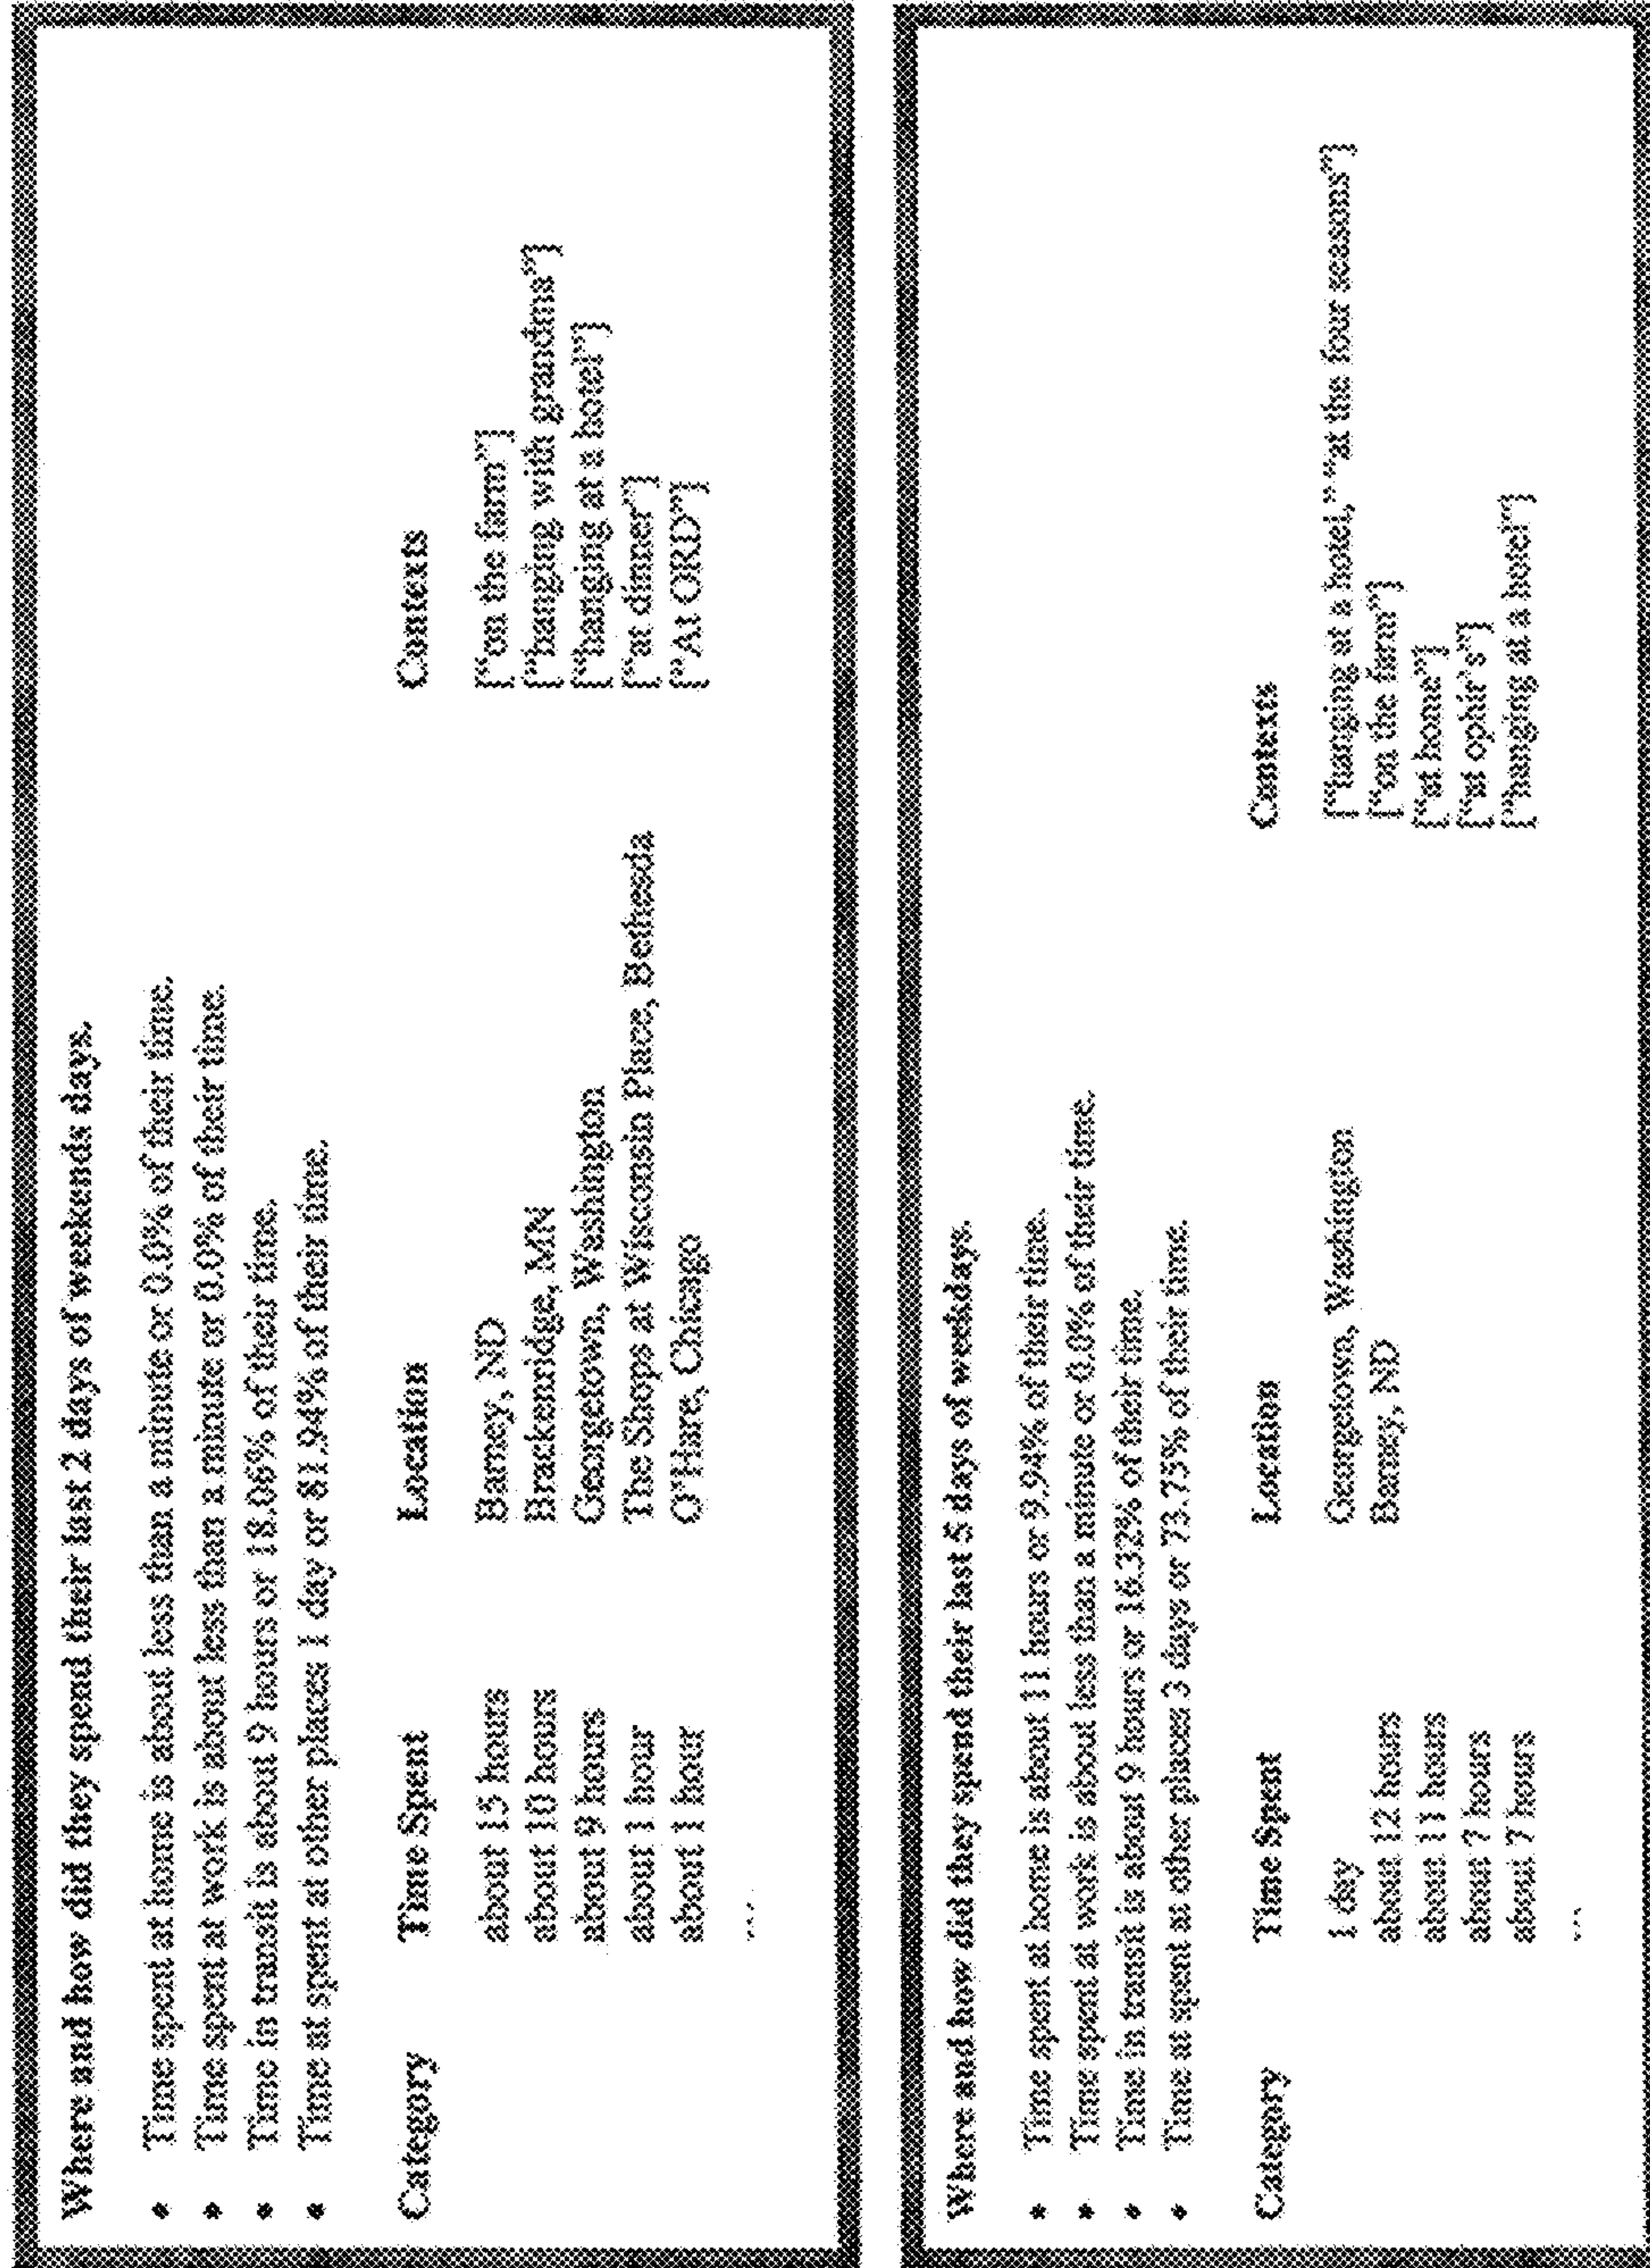 Where and how did they spend their last 2 days of weekends days.
• Time spent at home is about less than a minute or 0.0% of their time.
• Time spent at work is about less than a minute or 0.0% of their time.
• Time in transit is about 9 hours or 18.06% of their time.
• Time at spent at other places 1 day or 81.94% of their time.
Category Time Spent Location Contexts
about 15 hours Barney, ND ["on the farm"]
about 10 hours Brackenridge, MN ["hanging with grandma"]
about 9 hours Georgetown, Washington ["hanging at a hotel"]
about 1 hour The Shops at Wisconsin Place, Bethesda ["at dinner"]
about 1 hour O'Hare, Chicago ["At ORD"]
...
Where and how did they spend their last 5 days of weekdays.
• Time spent at home is about 11 hours or 9.94% of their time.
• Time spent at work is about less than a minute or 0.0% of their time.
• Time in transit is about 9 hours or 16.32% of their time.
• Time at spent at other places 3 days or 73.75% of their time.
Category Time Spent Location Contexts
1 day Georgetown, Washington ["hanging at a hotel," "at the four seasons"]
about 12 hours Barney, ND ["on the farm"]
about 11 hours ["at home"]
about 7 hours ["at ophir's"]
about 7 hours ["hanging at a hotel"]
...